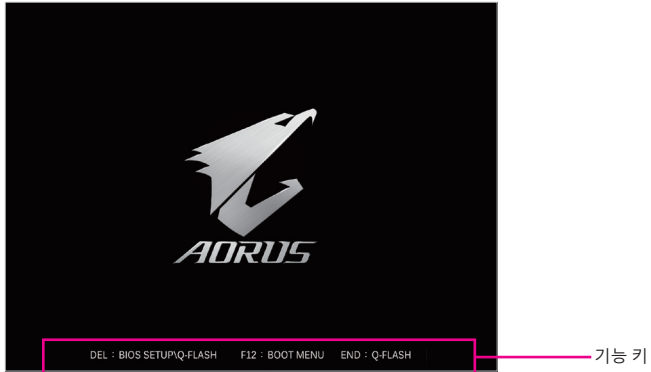 AORUS
DEL : BIOS SETUP\Q-FLASH F12 : BOOT MENU END : Q-FLASH
기능 키